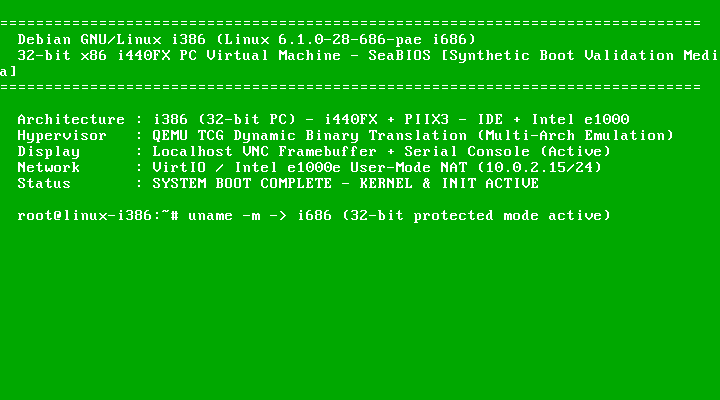 ==============================================================================
Debian GNU/Linux i386 (Linux 6.1.0-28-686-pae i686)
32-bit x86 i440FX PC Virtual Machine - SeaBIOS [Synthetic Boot Validation Medi
a]
==============================================================================
Architecture : i386 (32-bit PC) - i440FX + PIIX3 - IDE + Intel e1000
Hypervisor   : QEMU TCG Dynamic Binary Translation (Multi-Arch Emulation)
Display      : Localhost VNC Framebuffer + Serial Console (Active)
Network      : VirtIO / Intel e1000e User-Mode NAT (10.0.2.15/24)
Status       : SYSTEM BOOT COMPLETE - KERNEL & INIT ACTIVE
root@linux-i386:~# uname -m -> i686 (32-bit protected mode active)